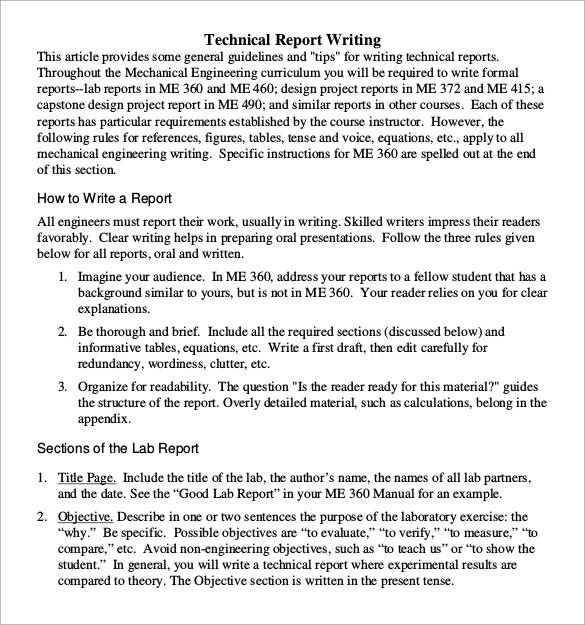 Technical Report Writing
This article provides some general guidelines and "tips" for writing technical reports.
Throughout the Mechanical Engineering curriculum you will be required to write formal
reports--lab reports in ME 360 and ME 460; design project reports in ME 372 and ME 415; a
capstone design project report in ME 490; and similar reports in other courses.  Each of these
reports has particular requirements established by the course instructor.  However, the
following rules for references, figures, tables, tense and voice, equations, etc., apply to all
mechanical engineering writing.  Specific instructions for ME 360 are spelled out at the end
of this section.
How to Write a Report
All engineers must report their work, usually in writing. Skilled writers impress their readers
favorably.  Clear writing helps in preparing oral presentations.  Follow the three rules given
below for all reports, oral and written.
1. Imagine your audience.  In ME 360, address your reports to a fellow student that has a
background similar to yours, but is not in ME 360.  Your reader relies on you for clear
explanations.
2. Be thorough and brief.  Include all the required sections (discussed below) and
informative tables, equations, etc.  Write a first draft, then edit carefully for
redundancy, wordiness, clutter, etc.
3. Organize for readability.  The question "Is the reader ready for this material?" guides
the structure of the report. Overly detailed material, such as calculations, belong in the
appendix.
Sections of the Lab Report
1. Title Page.  Include the title of the lab, the author’s name, the names of all lab partners,
and the date. See the “Good Lab Report” in your ME 360 Manual for an example.
2. Objective. Describe in one or two sentences the purpose of the laboratory exercise: the
“why.”  Be specific.  Possible objectives are “to evaluate,” “to verify,” “to measure,” “to
compare,” etc.  Avoid non-engineering objectives, such as “to teach us” or “to show the
student.”  In general, you will write a technical report where experimental results are
compared to theory. The Objective section is written in the present tense.